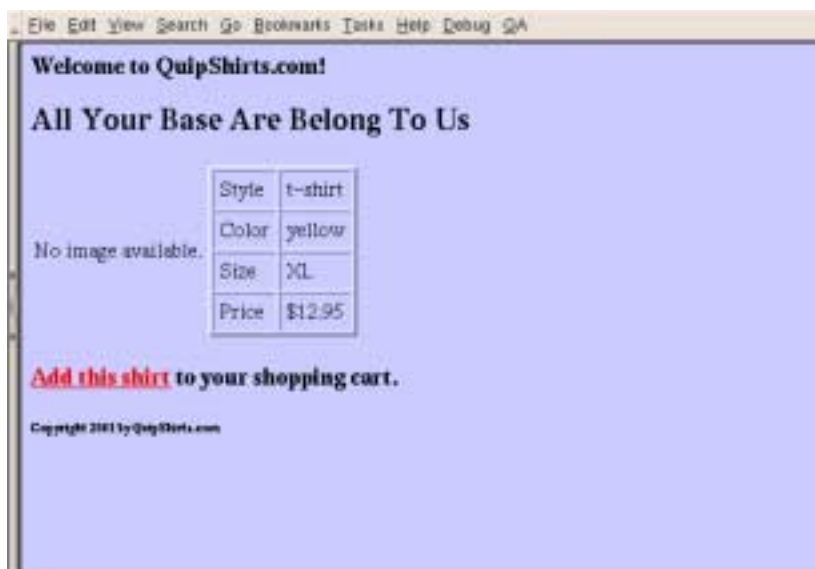 File Edit View Search Go Bookmarks Tasks Help Debug QA
Welcome to QuipShirts.com!
All Your Base Are Belong To Us
No image available.
Style t-shirt
Color yellow
Size XL
Price $12.95
Add this shirt to your shopping cart.
Copyright 2001 by QuipShirts.com